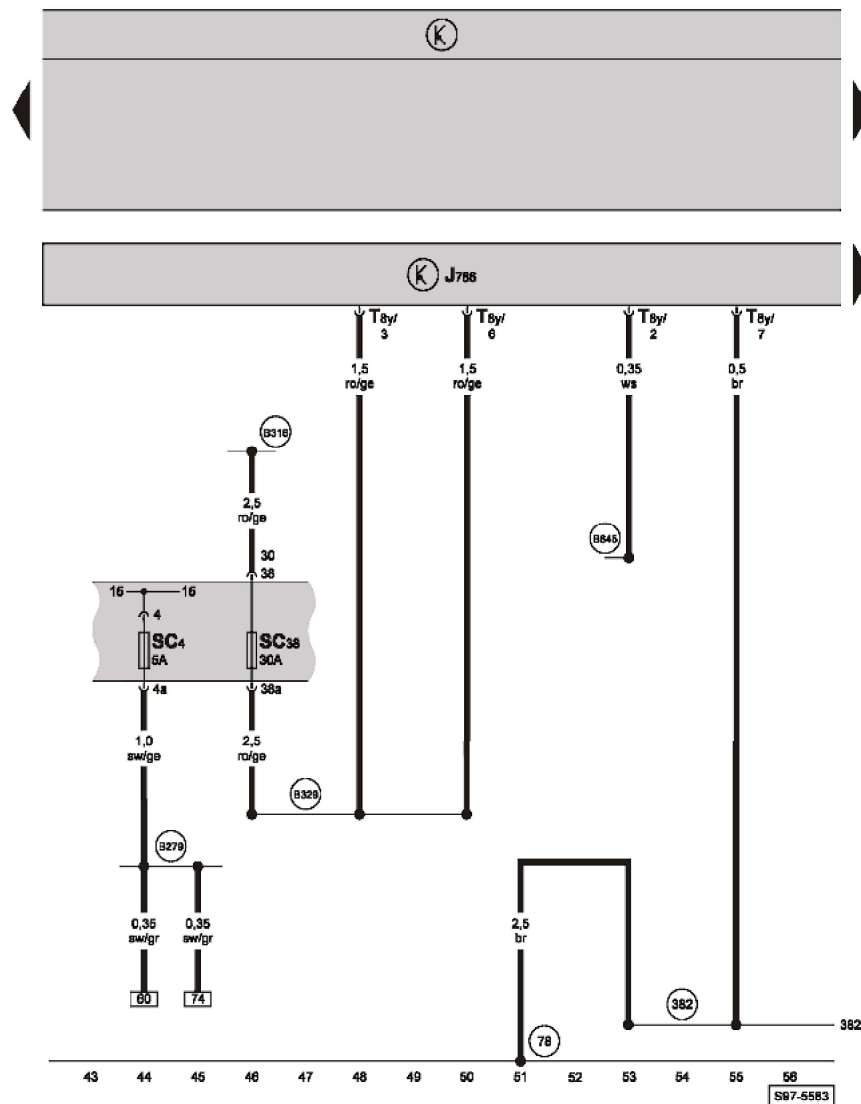 K
K J786
T8y/ T8y/ T8y/ T8y/
3 6 2 7
1,5 1,5 0,35 0,5
ro/ge ro/ge ws br
B316
2,5
ro/ge
B645
30
38
16 16
4
SC4 SC38
5A 30A
4a 38a
1,0 2,5
sw/ge ro/ge
B329
B279
0,35 0,35 2,5
sw/gr sw/gr br
60 74
382
382
78
43 44 45 46 47 48 49 50 51 52 53 54 55 56
S97-5583